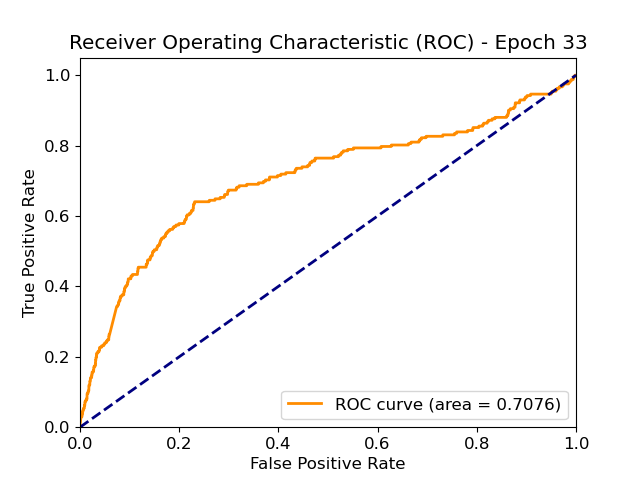 Receiver Operating Characteristic (ROC) - Epoch 33
True Positive Rate
1.0
0.8
0.6
0.4
0.2
0.0
ROC curve (area = 0.7076)
0.0 0.2 0.4 0.6 0.8 1.0
False Positive Rate